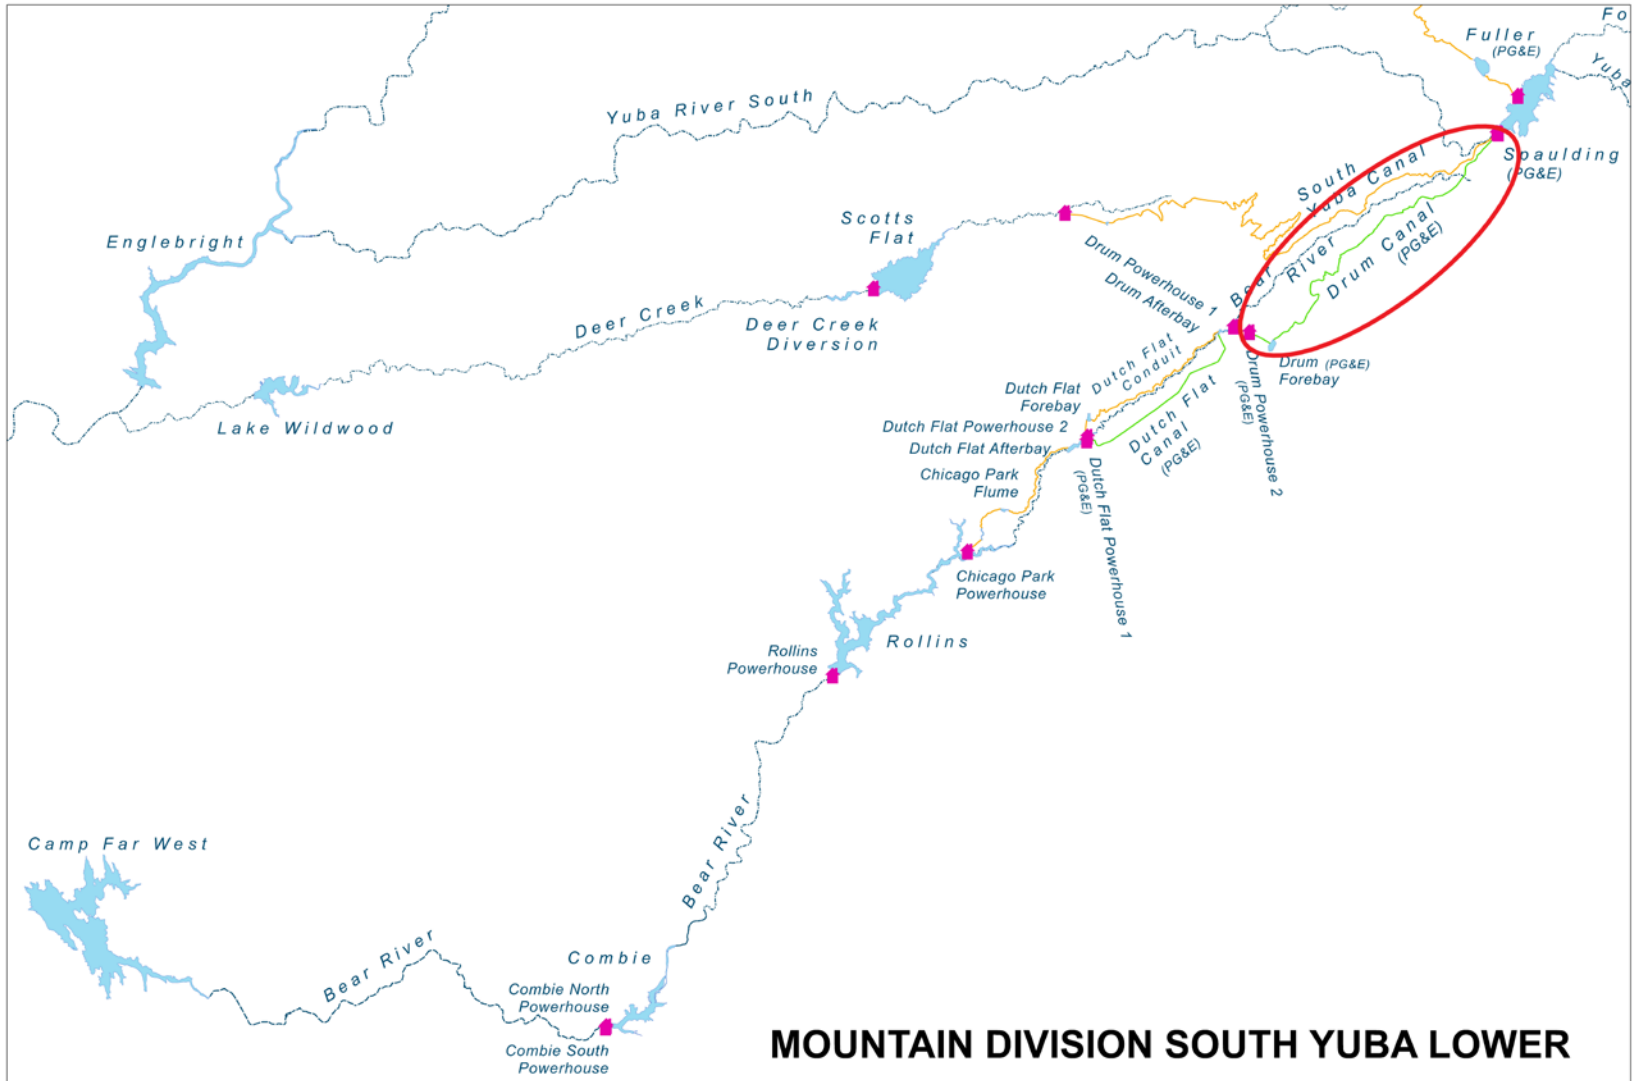 Fo
Fuller
(PG&E)
Yuba
Yuba River South
Spaulding
(PG&E)
South
Yuba Canal
Scotts
Flat
Englebright
Drum Canal
(PG&E)
Bear River
Drum Powerhouse 1
Drum Afterbay
Deer Creek
Deer Creek
Diversion
Dutch Flat
Conduit
Drum (PG&E)
Forebay
Drum Powerhouse 2
(PG&E)
Dutch Flat
Forebay
Dutch Flat
Canal
(PG&E)
Lake Wildwood
Dutch Flat Powerhouse 2
Dutch Flat Afterbay
Chicago Park
Flume
Dutch Flat Powerhouse 1
(PG&E)
Chicago Park
Powerhouse
Rollins
Rollins
Powerhouse
Bear River
Camp Far West
Bear River
Combie
Combie North
Powerhouse
Combie South
Powerhouse
MOUNTAIN DIVISION SOUTH YUBA LOWER